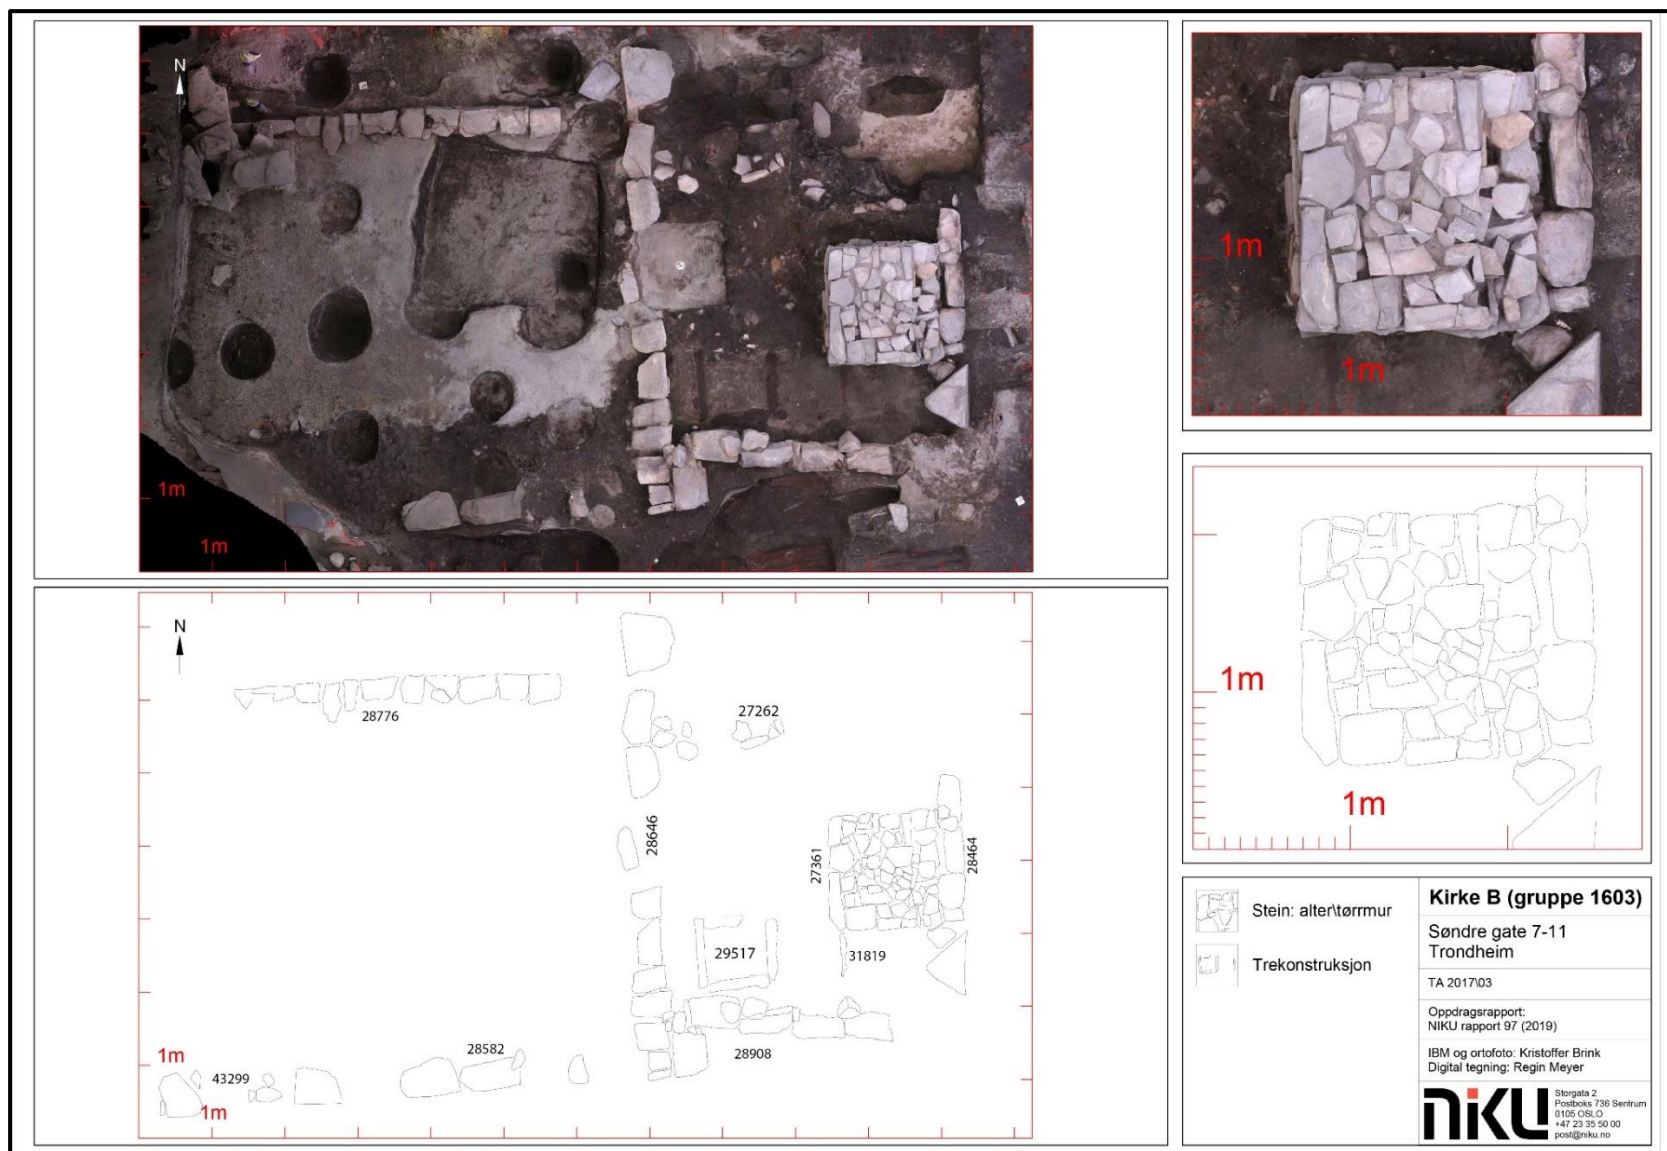 N
1m
1m
1m
1m
N
28776
27262
28646
27361
28464
29517
31819
28582
28908
43299
1m
1m
1m
1m
Stein: alter\tørrmur
Trekonstruksjon
Kirke B (gruppe 1603)
Søndre gate 7-11
Trondheim
TA 2017\03
Oppdragsrapport:
NIKU rapport 97 (2019)
IBM og ortofoto: Kristoffer Brink
Digital tegning: Regin Meyer
niKU
Storgata 2
Postboks 736 Sentrum
0105 OSLO
+47 23 35 50 00
post@niku.no